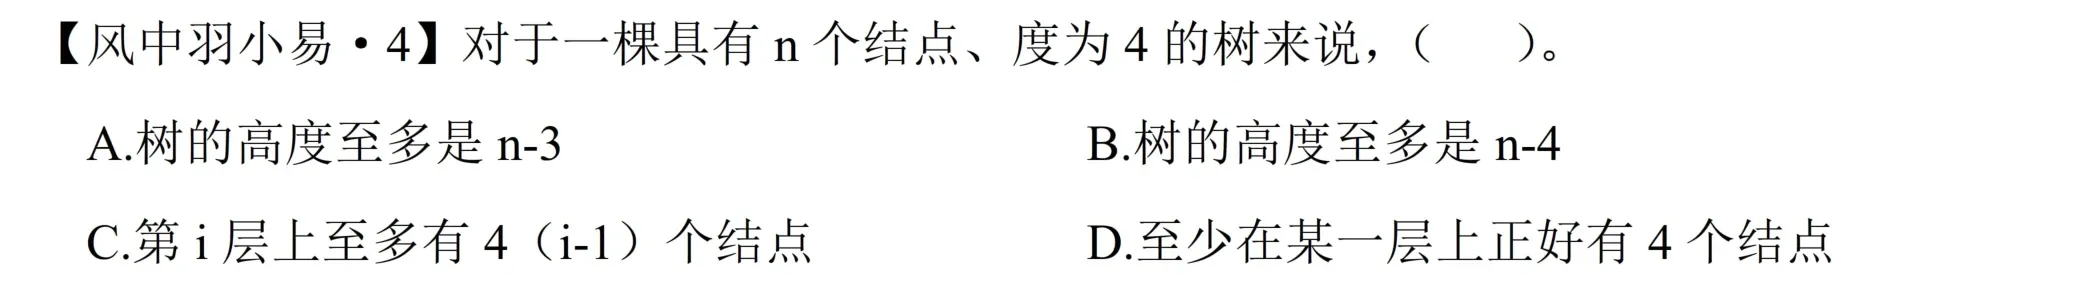 【风中羽小易·4】对于一棵具有 n 个结点、度为 4 的树来说，（　　）。
A.树的高度至多是 n-3　　B.树的高度至多是 n-4
C.第 i 层上至多有 4（i-1）个结点　　D.至少在某一层上正好有 4 个结点